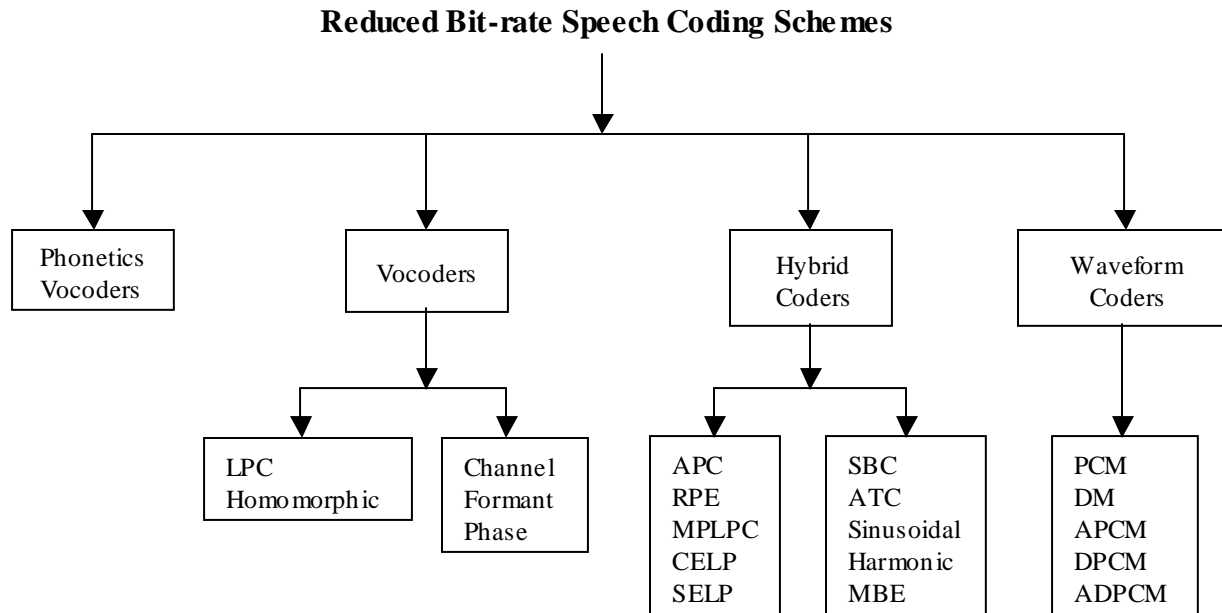 Reduced Bit-rate Speech Coding Schemes
Phonetics
Vocoders
Vocoders
Hybrid
Coders
Waveform
Coders
LPC
Homomorphic
Channel
Formant
Phase
APC
RPE
MPLPC
CELP
SELP
SBC
ATC
Sinusoidal
Harmonic
MBE
PCM
DM
APCM
DPCM
ADPCM